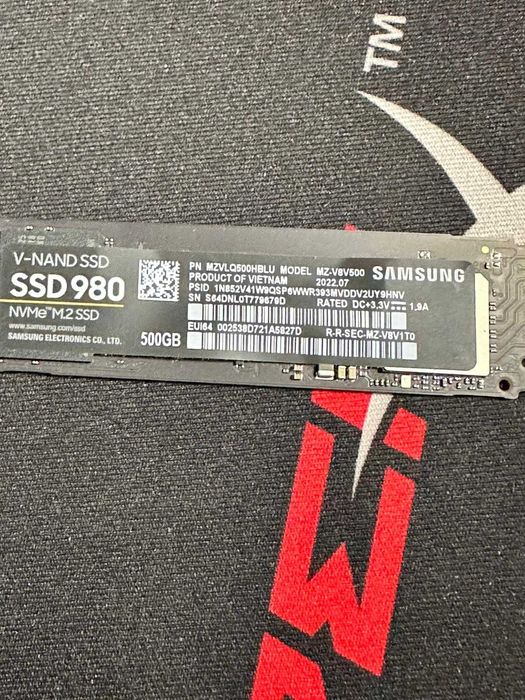 TM
V-NAND SSD
SSD 980
NVMe™ M.2 SSD
www.samsung.com/ssd
SAMSUNG ELECTRONICS CO., LTD.
500GB
PN MZVLQ500HBLU MODEL MZ-V8V500
PRODUCT OF VIETNAM 2022.07
PSID 1N852V41W9QSP6WWR393MVDDV2UY9HNV
SN S64DNL0T779679D RATED DC+3.3V 1,9A
EUI64 002538D721A5827D R-R-SEC-MZ-V8V1T0
SAMSUNG